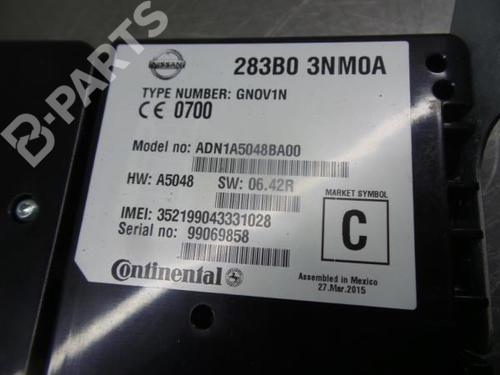 B-PARTS
NISSAN
283B0 3NM0A
TYPE NUMBER: GNOV1N
CE 0700
Model no: ADN1A5048BA00
HW: A5048 SW: 06.42R
MARKET SYMBOL
C
IMEI: 352199043331028
Serial no: 99069858
Continental
Assembled in Mexico
27.Mar.2015